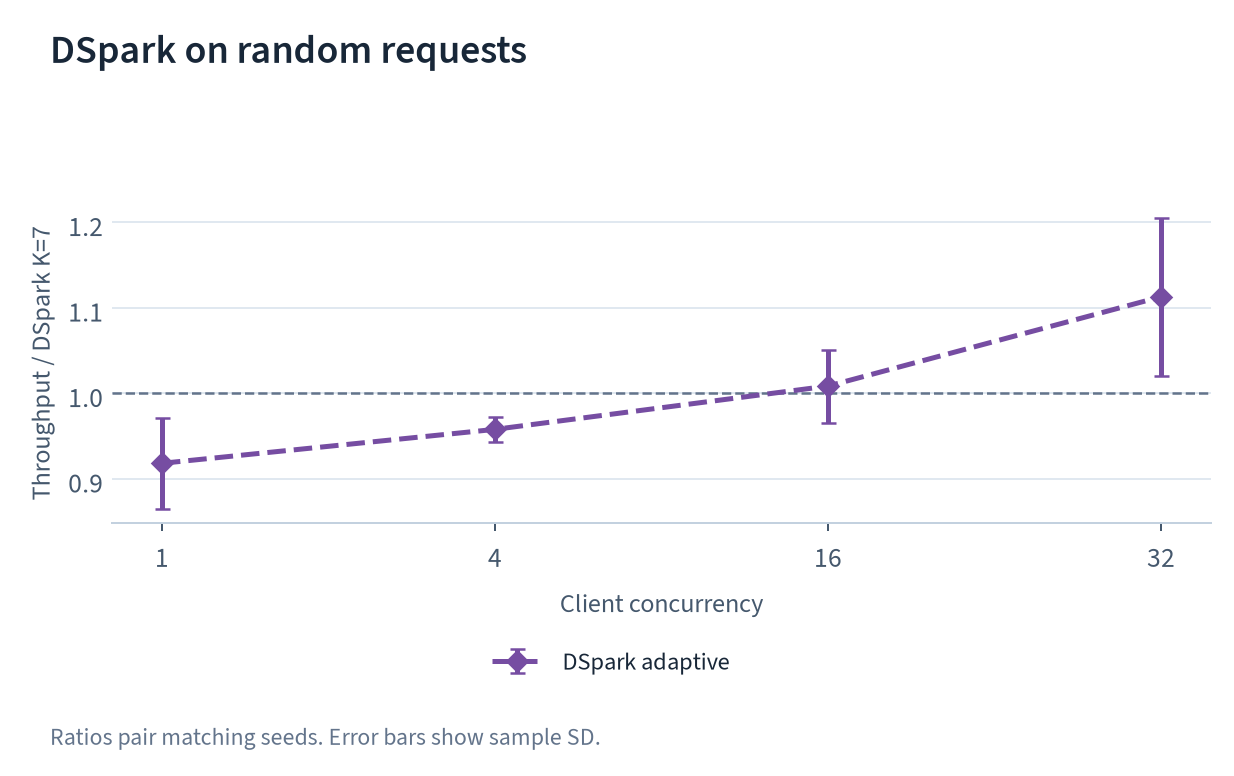 DSpark on random requests
Throughput / DSpark K=7
1.2
1.1
1.0
0.9
1 4 16 32
Client concurrency
DSpark adaptive
Ratios pair matching seeds. Error bars show sample SD.